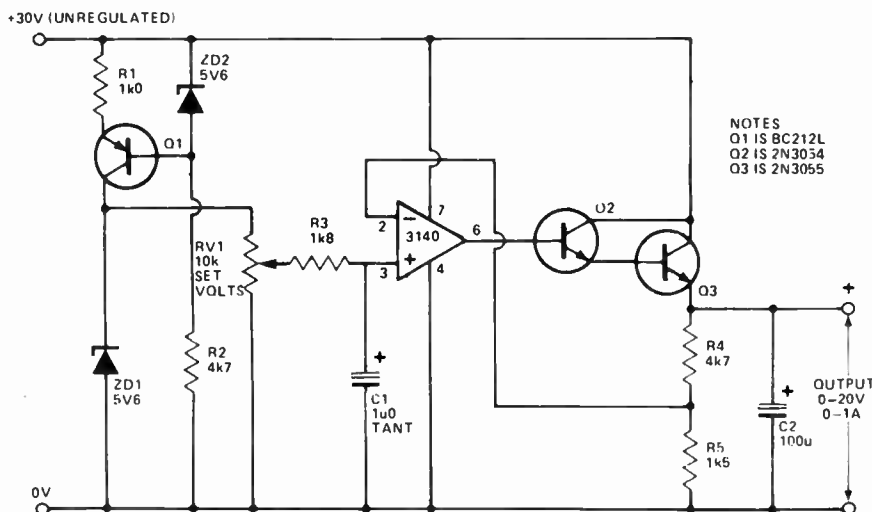 +30V (UNREGULATED)
R1
1k0
ZD2
5V6
Q1
NOTES
Q1 IS BC212L
Q2 IS 2N3054
Q3 IS 2N3055
R3
1k8
RV1
10k
SET
VOLTS
2
3
7
4
6
3140
−
+
Q2
Q3
R2
4k7
ZD1
5V6
+
C1
1u0
TANT
R4
4k7
R5
1k5
+
C2
100u
+
OUTPUT
0–20V
0–1A
0V